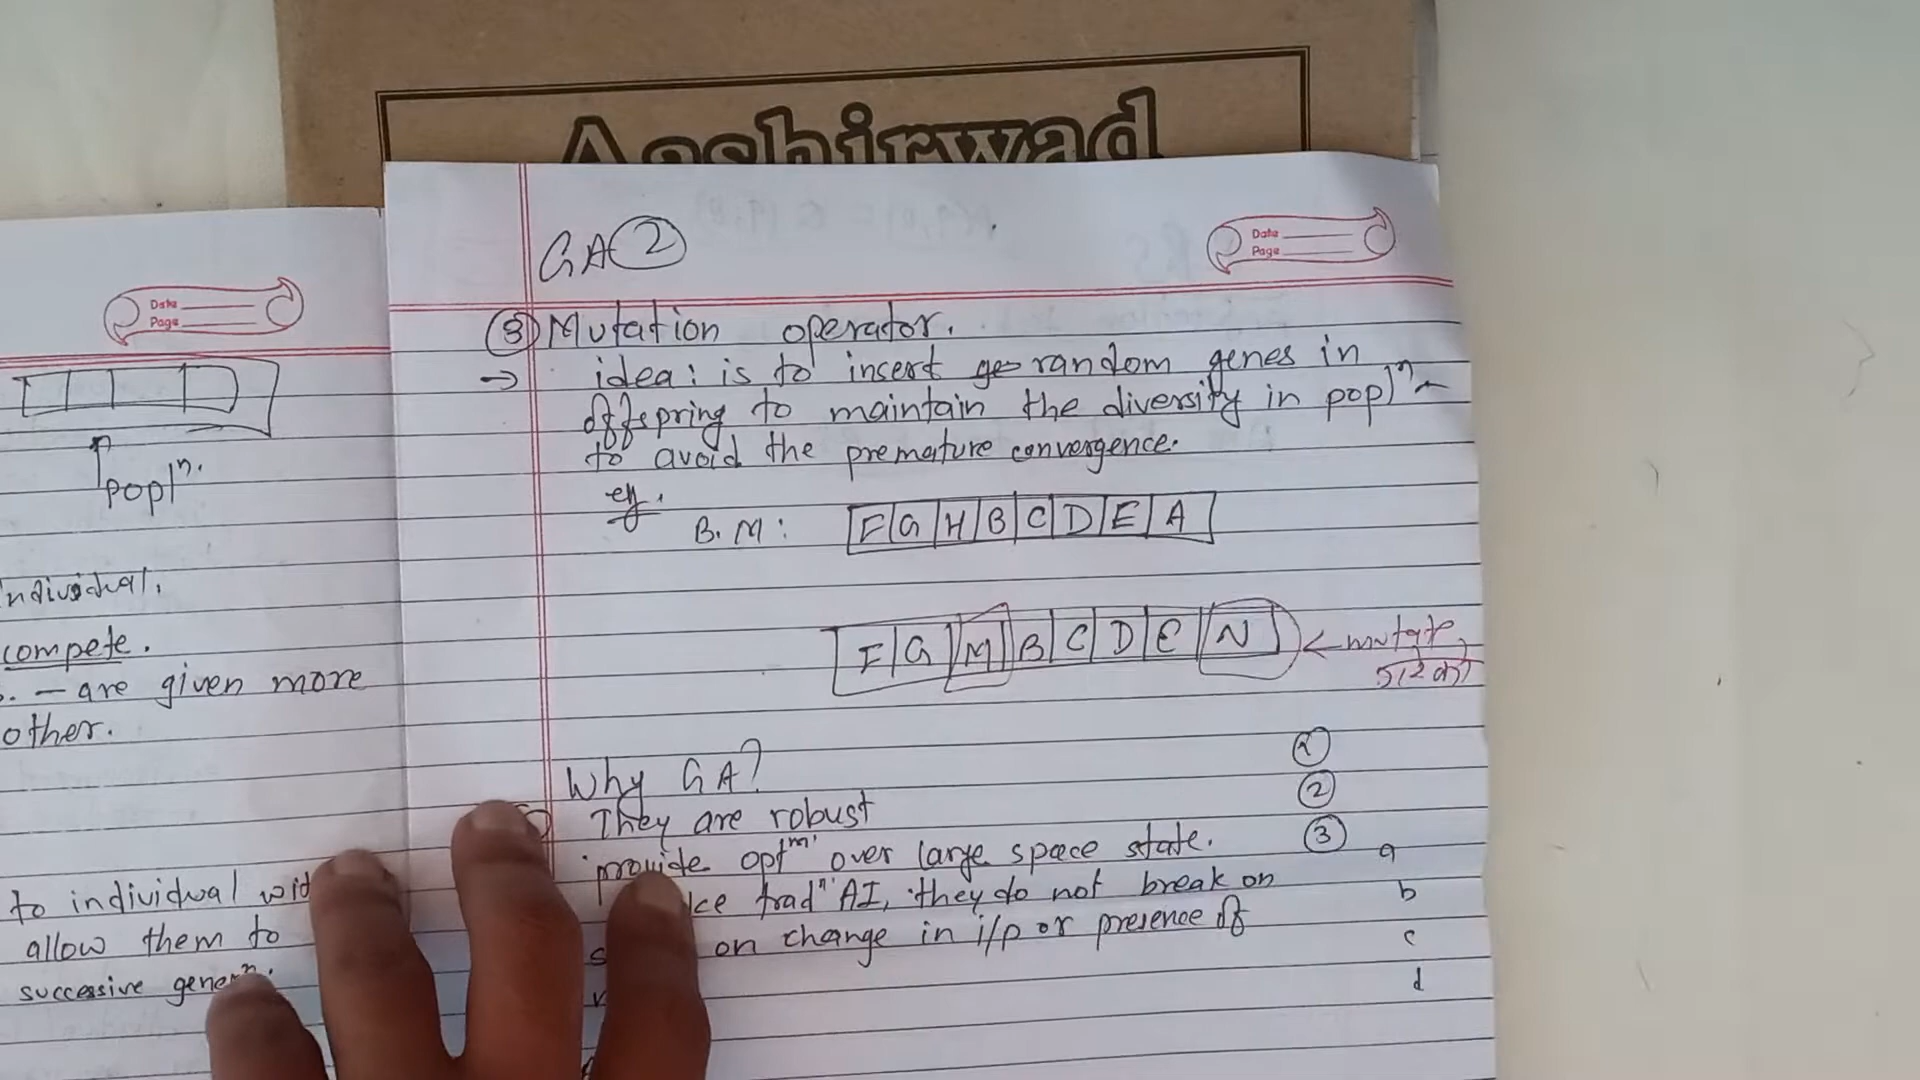 Aashirwad
Date
Page
popln.
individual,
compete.
. - are given more
other.
to individual
allow them to
successive
GA 2
Date
Page
3 Mutation operator.
→ idea: is to insert random genes in
offspring to maintain the diversity in popln
to avoid the premature convergence.
eg.
B.M: F G H B C D E A
F G M B C D E N ← mutate
Why GA?
They are robust
provide optm. over large space state.
tradn AI, they do not break on
on change in i/p or presence of
1
2
3
a
b
c
d